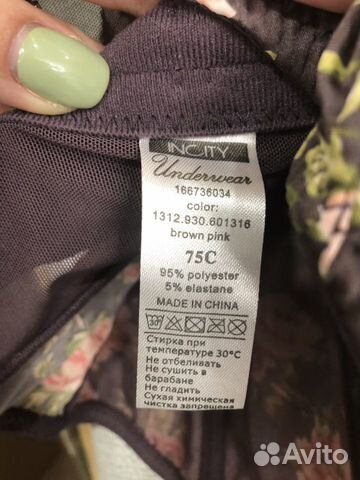 INCITY
Underwear
166736034
color:
1312.930.601316
brown pink
75C
95% polyester
5% elastane
MADE IN CHINA
30
Стирка при
температуре 30°C
Не отбеливать
Не сушить в
барабане
Не гладить
Сухая химическая
чистка запрещена
Avito